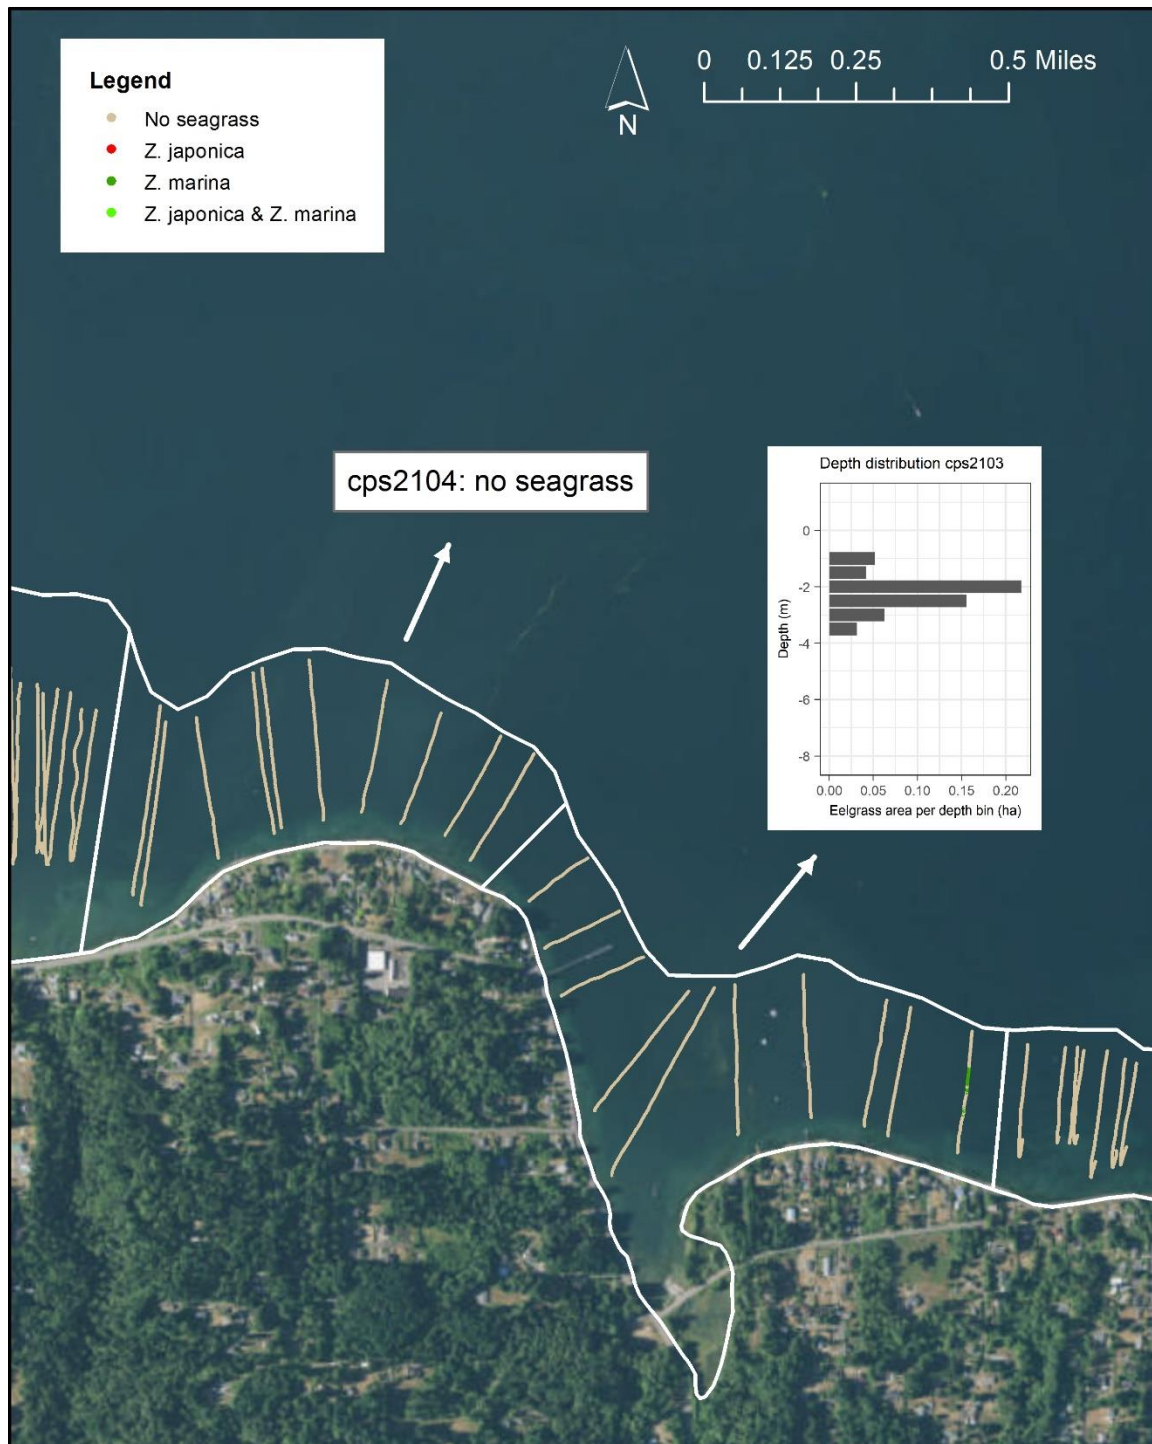 Legend
No seagrass
Z. japonica
Z. marina
Z. japonica & Z. marina
N
0 0.125 0.25 0.5 Miles
cps2104: no seagrass
Depth distribution cps2103
Depth (m)
0
-2
-4
-6
-8
0.00 0.05 0.10 0.15 0.20
Eelgrass area per depth bin (ha)